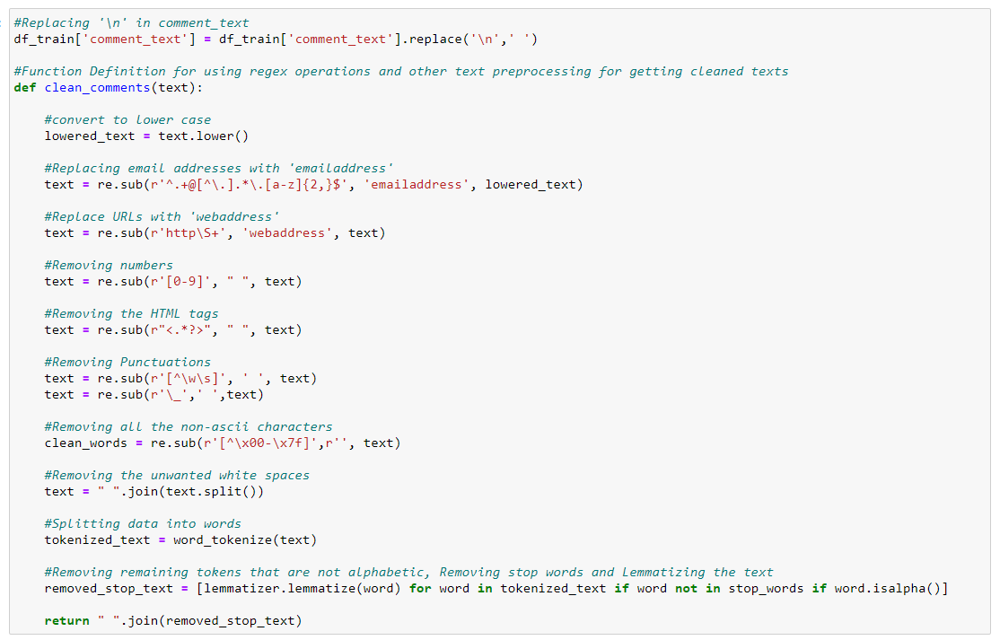 #Replacing '\n' in comment_text
df_train['comment_text'] = df_train['comment_text'].replace('\n',' ')
#Function Definition for using regex operations and other text preprocessing for getting cleaned texts
def clean_comments(text):
#convert to lower case
lowered_text = text.lower()
#Replacing email addresses with 'emailaddress'
text = re.sub(r'^.+@[^\.].*\.[a-z]{2,}$', 'emailaddress', lowered_text)
#Replace URLs with 'webaddress'
text = re.sub(r'http\S+', 'webaddress', text)
#Removing numbers
text = re.sub(r'[0-9]', " ", text)
#Removing the HTML tags
text = re.sub(r"<.*?>", " ", text)
#Removing Punctuations
text = re.sub(r'[^\w\s]', ' ', text)
text = re.sub(r'\_',' ',text)
#Removing all the non-ascii characters
clean_words = re.sub(r'[^\x00-\x7f]',r'', text)
#Removing the unwanted white spaces
text = " ".join(text.split())
#Splitting data into words
tokenized_text = word_tokenize(text)
#Removing remaining tokens that are not alphabetic, Removing stop words and Lemmatizing the text
removed_stop_text = [lemmatizer.lemmatize(word) for word in tokenized_text if word not in stop_words if word.isalpha()]
return " ".join(removed_stop_text)